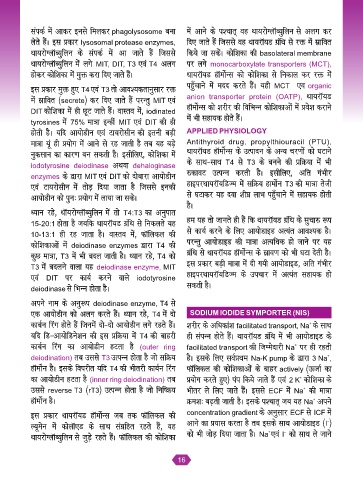 संपर्क में आकर इनसे मिलकर phagolysosome बना
लेते हैं। इस प्रकार lysosomal protease enzymes,
थायरोग्लॉब्युलिन के संपर्क में आ जाते हैं जिससे
थायरोग्लॉब्युलिन में लगे MIT, DIT, T3 एवं T4 अलग
होकर कोशिका में मुक्त करा दिए जाते हैं।
इस प्रकार मुक्त हुए T4 एवं T3 तो आवश्यकतानुसार रक्त
में स्रावित (secrete) कर दिए जाते हैं परन्तु MIT एवं
DIT कोशिका में ही छूट जाते हैं। वास्तव में, iodinated
tyrosines में 75% मात्रा इन्हीं MIT एवं DIT की ही
होती है। यदि आयोडीन एवं टायरोसीन की इतनी बड़ी
मात्रा यूं ही प्रयोग में आने से रह जाती है तब यह बड़े
नुकसान का कारण बन सकती है। इसीलिए, कोशिका में
iodotyrosine deiodinase अथवा dehaloginase
enzymes के द्वारा MIT एवं DIT को दोबारा आयोडीन
एवं टायरोसीन में तोड़ दिया जाता है जिससे इनकी
आयोडीन को पुनः प्रयोग में लाया जा सके।
ध्यान रहे, थॉयरोग्लॉब्युलिन में तो T4:T3 का अनुपात
15-20:1 होता है जबकि थायरॉयड ग्रंथि से निकलते वह
10-13:1 ही रह जाता है। वास्तव में, फॉलिकल की
कोशिकाओं में deiodinase enzymes द्वारा T4 की
कुछ मात्रा, T3 में भी बदल जाती है। ध्यान रहे, T4 को
T3 में बदलने वाला यह deiodinase enzyme, MIT
एवं DIT पर कार्य करने वाले iodotyrosine
deiodinase से भिन्न होता है।
अपने नाम के अनुरूप deiodinase enzyme, T4 से
एक आयोडीन को अलग करते हैं। ध्यान रहे, T4 में दो
कार्बन रिंग होते हैं जिनमें दो-दो आयोडीन लगे रहते हैं।
यदि डि-आयोडिनेशन की इस प्रक्रिया में T4 की बाहरी
कार्बन रिंग का आयोडीन हटता है (outer ring
deiodination) तब उससे T3 उत्पन्न होता है जो सक्रिय
हॉर्मोन है। इसके विपरीत यदि T4 की भीतरी कार्बन रिंग
का आयोडीन हटता है (inner ring deiodination) तब
उससे reverse T3 (rT3) उत्पन्न होता है जो निष्क्रिय
हॉर्मोन है।
इस प्रकार थायरॉयड हॉर्मोन्स जब तक फॉलिकल की
ल्यूमेन में कोलॉएड के साथ संग्रहित रहते हैं, वह
थायरोग्लॉब्युलिन से जुड़े रहते हैं। फॉलिकल की कोशिका
में आने के पश्चात् वह थायरोग्लॉब्युलिन से अलग कर
दिए जाते हैं जिससे वह थायरॉयड ग्रंथि से रक्त में स्रावित
किये जा सकें। कोशिका की basolateral membrane
पर लगे monocarboxylate transporters (MCT),
थायरॉयड हॉर्मोन्स को कोशिका से निकाल कर रक्त में
पहुँचाने में मदद करते हैं। वहीं MCT एवं organic
anion transporter protein (OATP), थायरॉयड
हॉर्मोन्स को शरीर की विभिन्न कोशिकाओं में प्रवेश कराने
में भी सहायक होते हैं।
APPLIED PHYSIOLOGY
Antithyroid drug, propylthiouracil (PTU),
थायरॉयड हॉर्मोन्स के उत्पादन के अन्य चरणों को घटाने
के साथ-साथ T4 से T3 के बनने की प्रक्रिया में भी
रुकावट उत्पन्न करती है। इसीलिए, अति गंभीर
हाइपरथायरॉयडिज्म में सक्रिय हॉर्मोन T3 की मात्रा तेजी
से घटाकर यह दवा शीघ्र लाभ पहुँचाने में सहायक होती
है।
हम यह तो जानते ही हैं कि थायरॉयड ग्रंथि के सुचारू रूप
से कार्य करने के लिए आयोडाइड अत्यंत आवश्यक है।
परन्तु आयोडाइड की मात्रा अत्यधिक हो जाने पर यह
ग्रंथि से थायरॉयड हॉर्मोन्स के स्रावण को भी घटा देती है।
इस प्रकार बड़ी मात्रा में दी गयी आयोडाइड, अति गंभीर
हाइपरथायरॉयडिज्म के उपचार में अत्यंत सहायक हो
सकती है।
SODIUM IODIDE SYMPORTER (NIS)
शरीर के अधिकांश facilitated transport, Na⁺ के साथ
ही संपन्न होते हैं। थायरॉयड ग्रंथि में भी आयोडाइड के
facilitated transport की जिम्मेदारी Na⁺ पर ही रहती
है। इसके लिए सर्वप्रथम Na-K pump के द्वारा 3 Na⁺,
फॉलिकल की कोशिकाओं के बाहर actively (ऊर्जा का
प्रयोग करते हुए) पंप किये जाते हैं एवं 2 K⁺ कोशिका के
भीतर ले लिए जाते हैं। इससे ECF में Na⁺ की मात्रा
क्रमशः बढ़ती जाती है। इसके पश्चात् जब यह Na⁺ अपने
concentration gradient के अनुसार ECF से ICF में
आने का प्रयास करता है तब इसके साथ आयोडाइड (I⁻)
को भी जोड़ दिया जाता है। Na⁺एवं I⁻ को साथ ले जाने
16